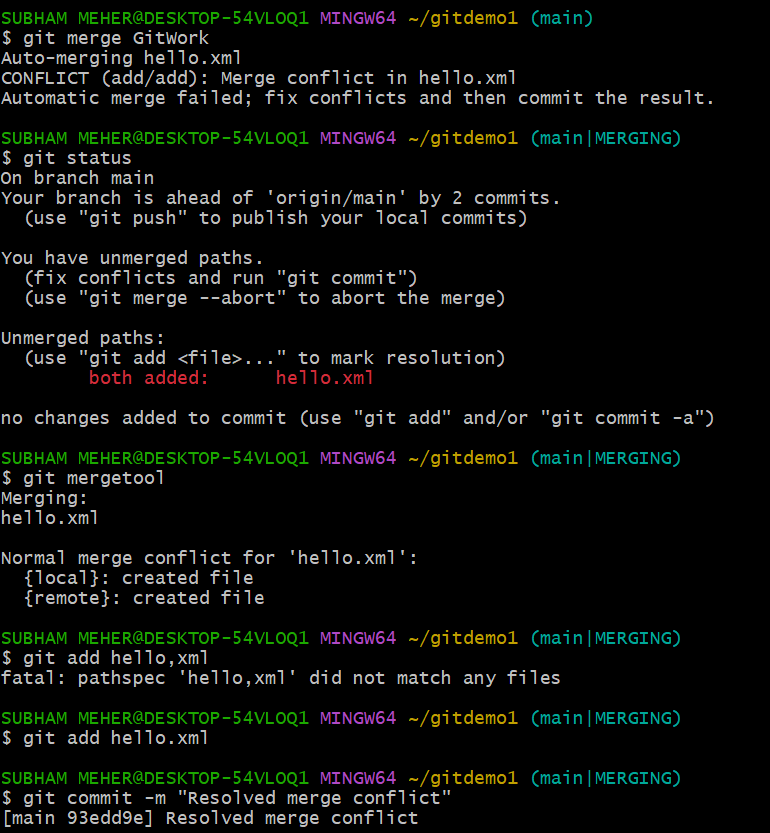 SUBHAM MEHER@DESKTOP-54VLOQ1 MINGW64 ~/gitdemo1 (main)
$ git merge GitWork
Auto-merging hello.xml
CONFLICT (add/add): Merge conflict in hello.xml
Automatic merge failed; fix conflicts and then commit the result.
SUBHAM MEHER@DESKTOP-54VLOQ1 MINGW64 ~/gitdemo1 (main|MERGING)
$ git status
On branch main
Your branch is ahead of 'origin/main' by 2 commits.
(use "git push" to publish your local commits)
You have unmerged paths.
(fix conflicts and run "git commit")
(use "git merge --abort" to abort the merge)
Unmerged paths:
(use "git add <file>..." to mark resolution)
both added: hello.xml
no changes added to commit (use "git add" and/or "git commit -a")
SUBHAM MEHER@DESKTOP-54VLOQ1 MINGW64 ~/gitdemo1 (main|MERGING)
$ git mergetool
Merging:
hello.xml
Normal merge conflict for 'hello.xml':
{local}: created file
{remote}: created file
SUBHAM MEHER@DESKTOP-54VLOQ1 MINGW64 ~/gitdemo1 (main|MERGING)
$ git add hello,xml
fatal: pathspec 'hello,xml' did not match any files
SUBHAM MEHER@DESKTOP-54VLOQ1 MINGW64 ~/gitdemo1 (main|MERGING)
$ git add hello.xml
SUBHAM MEHER@DESKTOP-54VLOQ1 MINGW64 ~/gitdemo1 (main|MERGING)
$ git commit -m "Resolved merge conflict"
[main 93edd9e] Resolved merge conflict